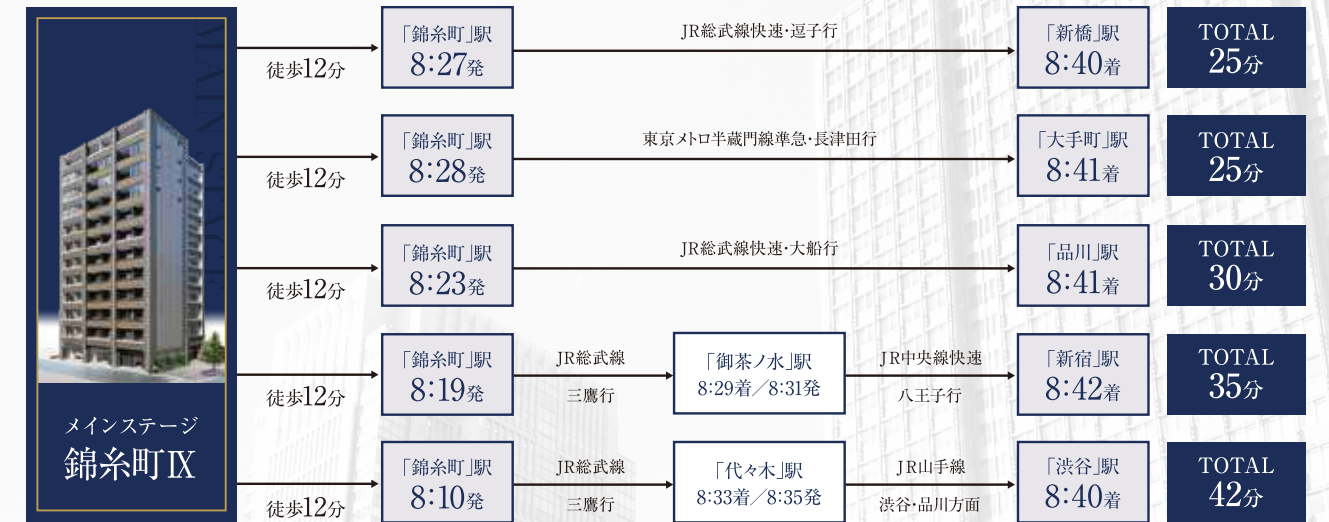 MAIN STAGE
メインステージ
錦糸町Ⅸ
徒歩12分
「錦糸町」駅
8:27発
JR総武線快速・逗子行
「新橋」駅
8:40着
TOTAL
25分
徒歩12分
「錦糸町」駅
8:28発
東京メトロ半蔵門線準急・長津田行
「大手町」駅
8:41着
TOTAL
25分
徒歩12分
「錦糸町」駅
8:23発
JR総武線快速・大船行
「品川」駅
8:41着
TOTAL
30分
徒歩12分
「錦糸町」駅
8:19発
JR総武線
三鷹行
「御茶ノ水」駅
8:29着／8:31発
JR中央線快速
八王子行
「新宿」駅
8:42着
TOTAL
35分
徒歩12分
「錦糸町」駅
8:10発
JR総武線
三鷹行
「代々木」駅
8:33着／8:35発
JR山手線
渋谷・品川方面
「渋谷」駅
8:40着
TOTAL
42分